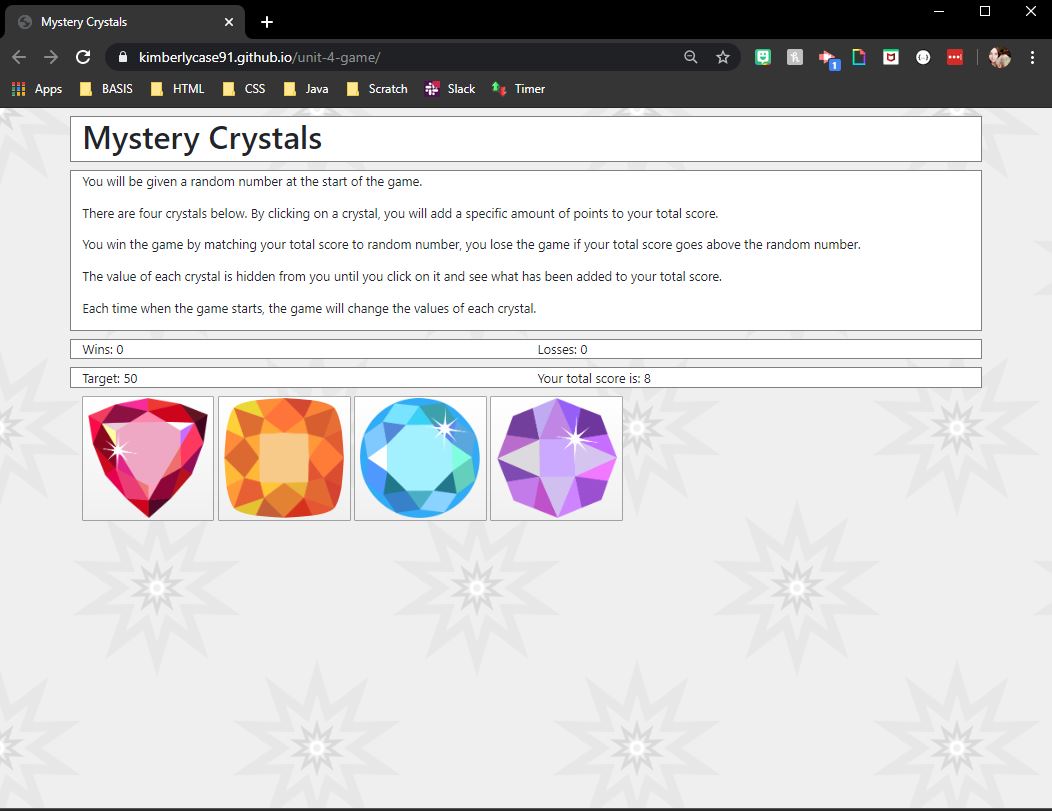 Mystery Crystals
kimberlycase91.github.io/unit-4-game/
1
Apps BASIS HTML CSS Java Scratch Slack Timer
Mystery Crystals
You will be given a random number at the start of the game.
There are four crystals below. By clicking on a crystal, you will add a specific amount of points to your total score.
You win the game by matching your total score to random number, you lose the game if your total score goes above the random number.
The value of each crystal is hidden from you until you click on it and see what has been added to your total score.
Each time when the game starts, the game will change the values of each crystal.
Wins: 0 Losses: 0
Target: 50 Your total score is: 8